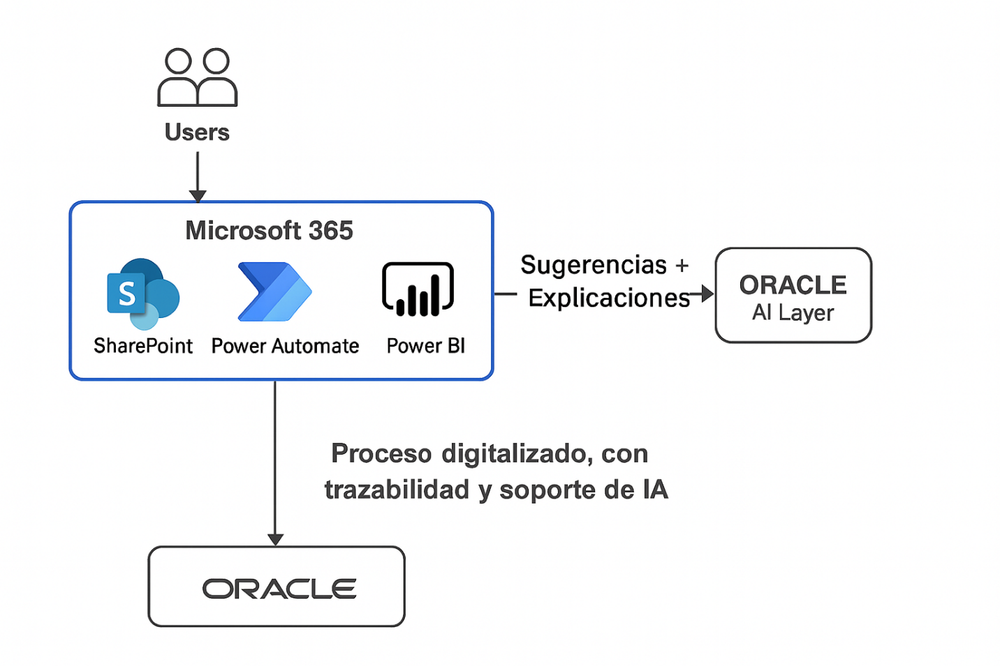 Users
Microsoft 365
S
SharePoint
Power Automate
Power BI
Sugerencias +
Explicaciones
ORACLE
AI Layer
Proceso digitalizado, con
trazabilidad y soporte de IA
ORACLE